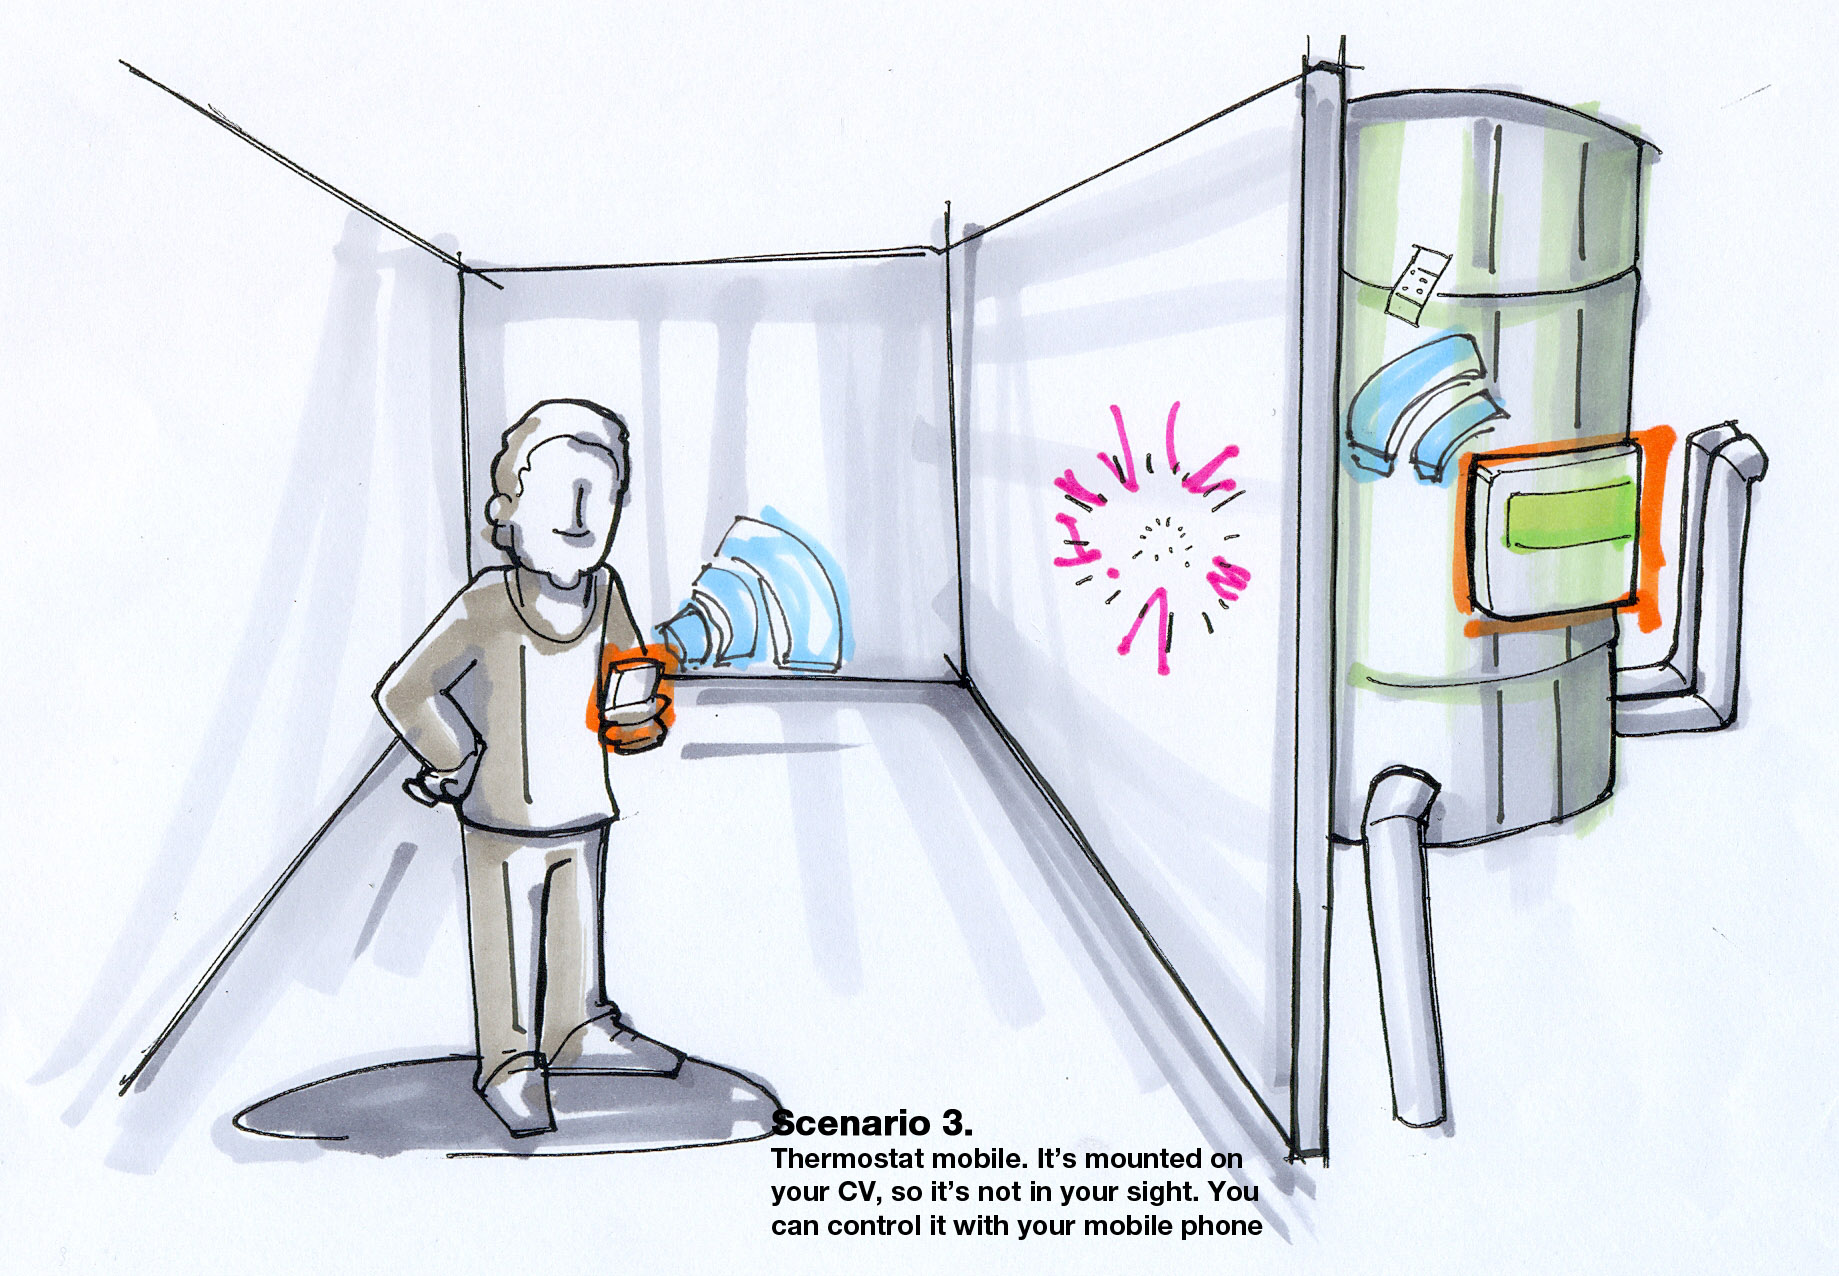 Scenario 3.
Thermostat mobile. It's mounted on
your CV, so it's not in your sight. You
can control it with your mobile phone